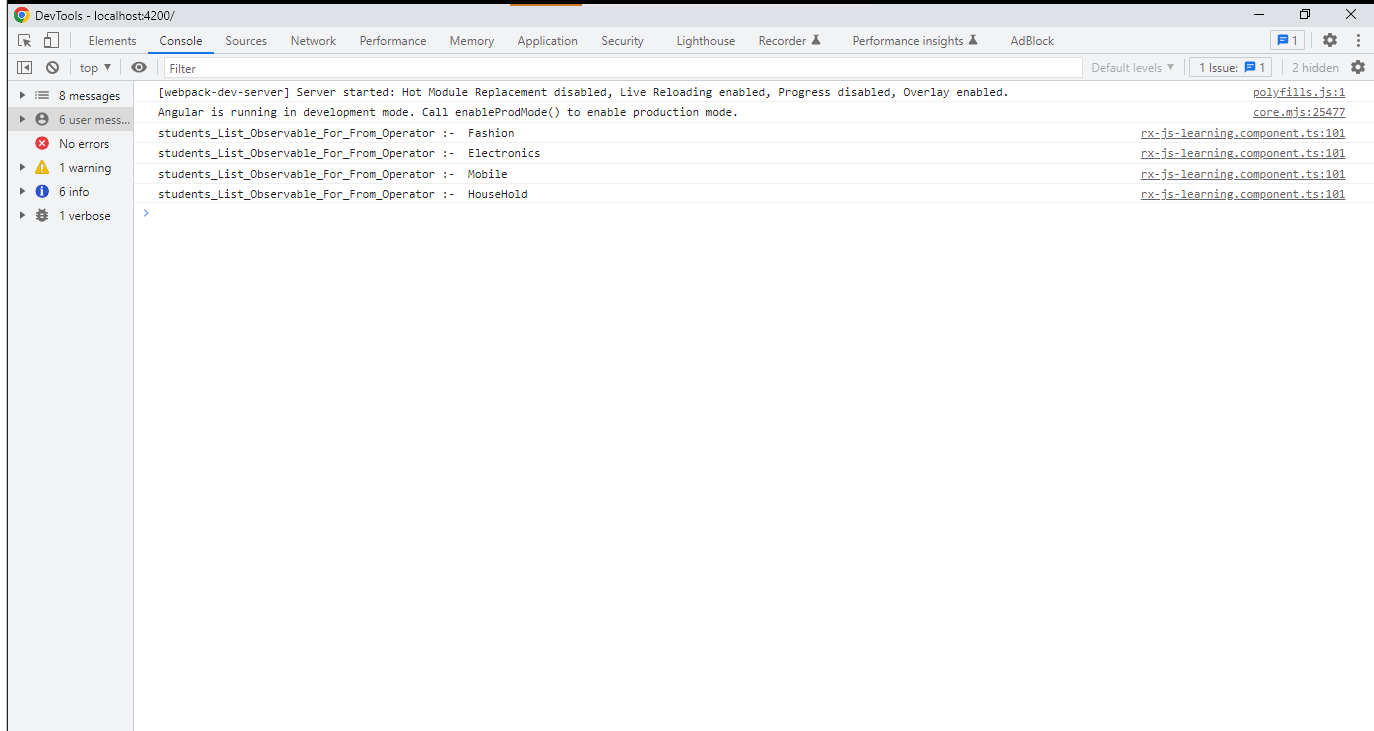 DevTools - localhost:4200/
Elements Console Sources Network Performance Memory Application Security Lighthouse Recorder Performance insights AdBlock 1
top Filter Default levels 1 Issue: 1 2 hidden
8 messages
6 user mess...
No errors
1 warning
6 info
1 verbose
[webpack-dev-server] Server started: Hot Module Replacement disabled, Live Reloading enabled, Progress disabled, Overlay enabled. polyfills.js:1
Angular is running in development mode. Call enableProdMode() to enable production mode. core.mjs:25477
students_List_Observable_For_From_Operator :- Fashion rx-js-learning.component.ts:101
students_List_Observable_For_From_Operator :- Electronics rx-js-learning.component.ts:101
students_List_Observable_For_From_Operator :- Mobile rx-js-learning.component.ts:101
students_List_Observable_For_From_Operator :- HouseHold rx-js-learning.component.ts:101